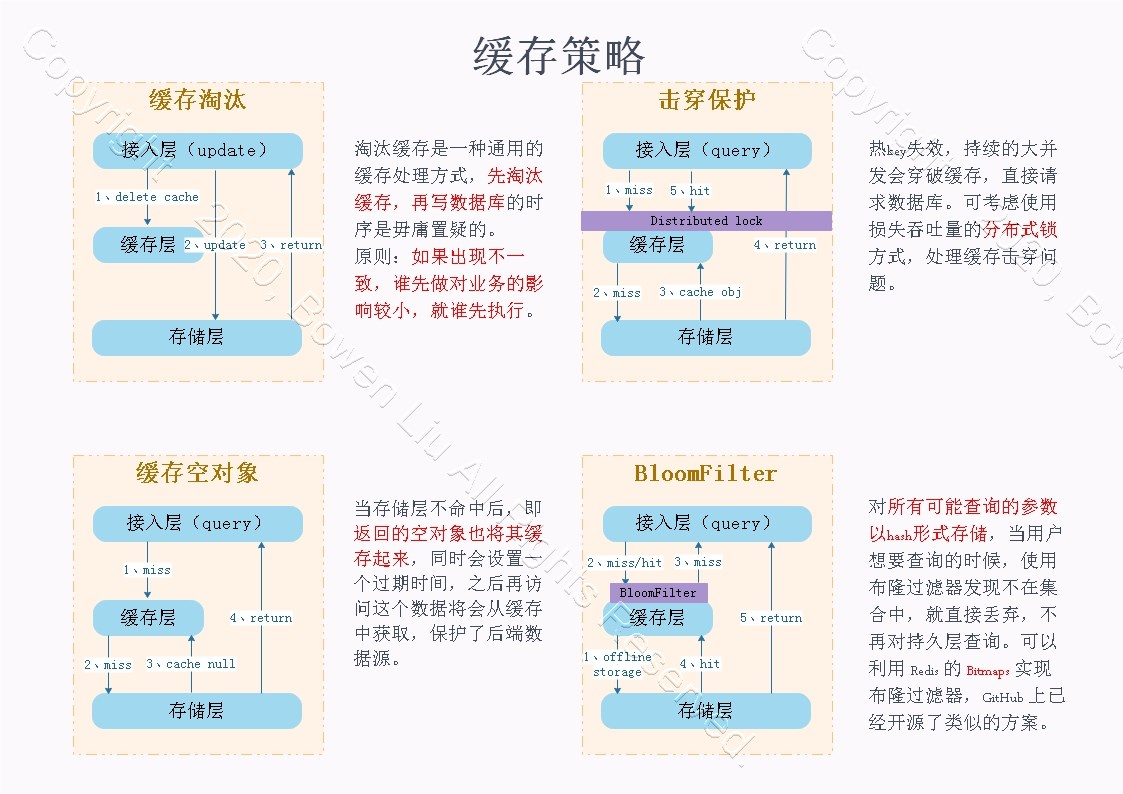 缓存策略
缓存淘汰
接入层（update）
1、delete cache
缓存层
2、update
3、return
存储层
淘汰缓存是一种通用的
缓存处理方式，先淘汰
缓存，再写数据库的时
序是毋庸置疑的。
原则：如果出现不一
致，谁先做对业务的影
响较小，就谁先执行。
击穿保护
接入层（query）
1、miss
5、hit
Distributed lock
缓存层
4、return
2、miss
3、cache obj
存储层
热key失效，持续的大并
发会穿破缓存，直接请
求数据库。可考虑使用
损失吞吐量的分布式锁
方式，处理缓存击穿问
题。
缓存空对象
接入层（query）
1、miss
缓存层
4、return
2、miss
3、cache null
存储层
当存储层不命中后，即
返回的空对象也将其缓
存起来，同时会设置一
个过期时间，之后再访
问这个数据将会从缓存
中获取，保护了后端数
据源。
BloomFilter
接入层（query）
2、miss/hit
3、miss
BloomFilter
缓存层
5、return
1、offline
storage
4、hit
存储层
对所有可能查询的参数
以hash形式存储，当用户
想要查询的时候，使用
布隆过滤器发现不在集
合中，就直接丢弃，不
再对持久层查询。可以
利用 Redis 的 Bitmaps 实现
布隆过滤器，GitHub 上已
经开源了类似的方案。
Copyright 2020, Bowen Liu All Rights Reserved.
Copyright 2020, Bow